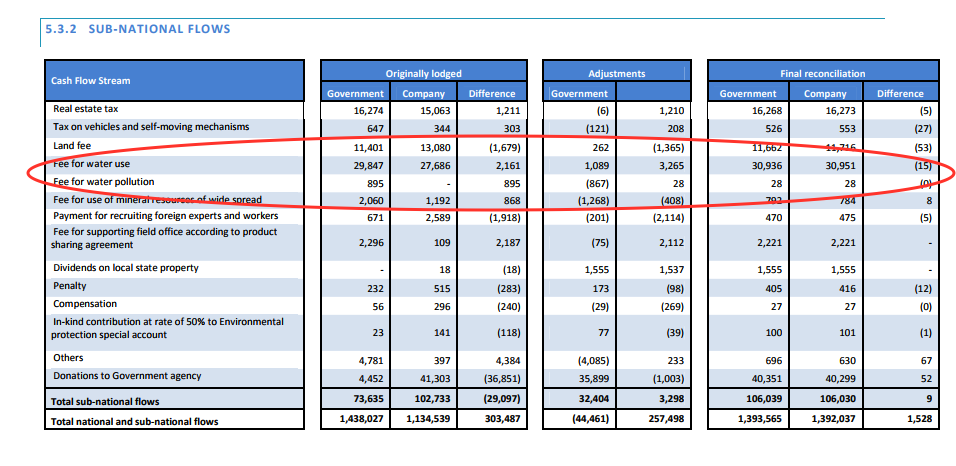 5.3.2 SUB-NATIONAL FLOWS
Cash Flow Stream Originally lodged Adjustments Final reconciliation
Government Company Difference Government Government Company Difference
Real estate tax 16,274 15,063 1,211 (6) 1,210 16,268 16,273 (5)
Tax on vehicles and self-moving mechanisms 647 344 303 (121) 208 526 553 (27)
Land fee 11,401 13,080 (1,679) 262 (1,365) 11,662 11,716 (53)
Fee for water use 29,847 27,686 2,161 1,089 3,265 30,936 30,951 (15)
Fee for water pollution 895 - 895 (867) 28 28 28 (0)
Fee for use of mineral resources of wide spread 2,060 1,192 868 (1,268) (408) 792 784 8
Payment for recruiting foreign experts and workers 671 2,589 (1,918) (201) (2,114) 470 475 (5)
Fee for supporting field office according to product
sharing agreement 2,296 109 2,187 (75) 2,112 2,221 2,221 -
Dividends on local state property - 18 (18) 1,555 1,537 1,555 1,555 -
Penalty 232 515 (283) 173 (98) 405 416 (12)
Compensation 56 296 (240) (29) (269) 27 27 (0)
In-kind contribution at rate of 50% to Environmental
protection special account 23 141 (118) 77 (39) 100 101 (1)
Others 4,781 397 4,384 (4,085) 233 696 630 67
Donations to Government agency 4,452 41,303 (36,851) 35,899 (1,003) 40,351 40,299 52
Total sub-national flows 73,635 102,733 (29,097) 32,404 3,298 106,039 106,030 9
Total national and sub-national flows 1,438,027 1,134,539 303,487 (44,461) 257,498 1,393,565 1,392,037 1,528